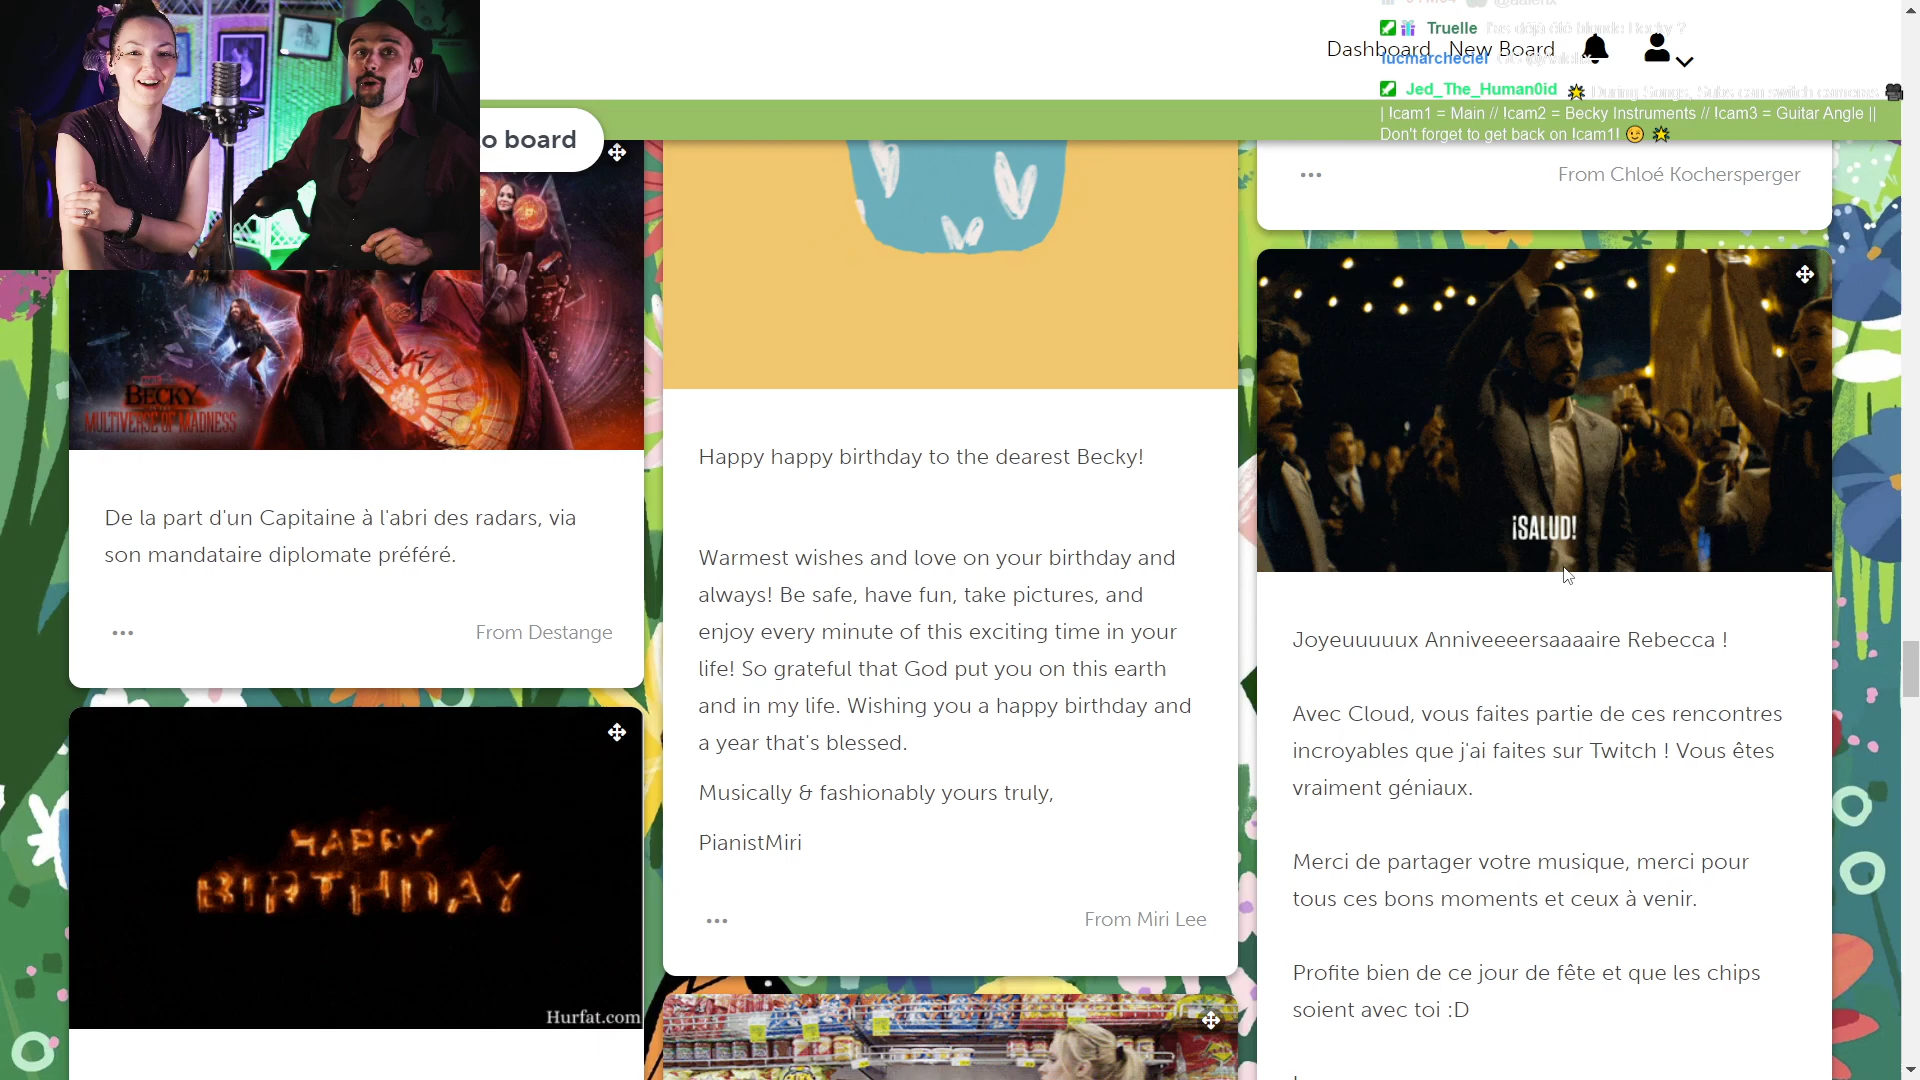 Dashboard
New Board
Truelle
lucmarcheciel
Jed_The_Human0id During Songs, Subs can switch cameras
| !cam1 = Main // !cam2 = Becky Instruments // !cam3 = Guitar Angle ||
Don't forget to get back on !cam1!
o board
BECKY
MULTIVERSE OF MADNESS
De la part d'un Capitaine à l'abri des radars, via
son mandataire diplomate préféré.
From Destange
HAPPY
BIRTHDAY
Hurfat.com
Happy happy birthday to the dearest Becky!
Warmest wishes and love on your birthday and
always! Be safe, have fun, take pictures, and
enjoy every minute of this exciting time in your
life! So grateful that God put you on this earth
and in my life. Wishing you a happy birthday and
a year that's blessed.
Musically & fashionably yours truly,
PianistMiri
From Miri Lee
From Chloé Kochersperger
¡SALUD!
Joyeuuuuux Anniveeeersaaaaire Rebecca !
Avec Cloud, vous faites partie de ces rencontres
incroyables que j'ai faites sur Twitch ! Vous êtes
vraiment géniaux.
Merci de partager votre musique, merci pour
tous ces bons moments et ceux à venir.
Profite bien de ce jour de fête et que les chips
soient avec toi :D